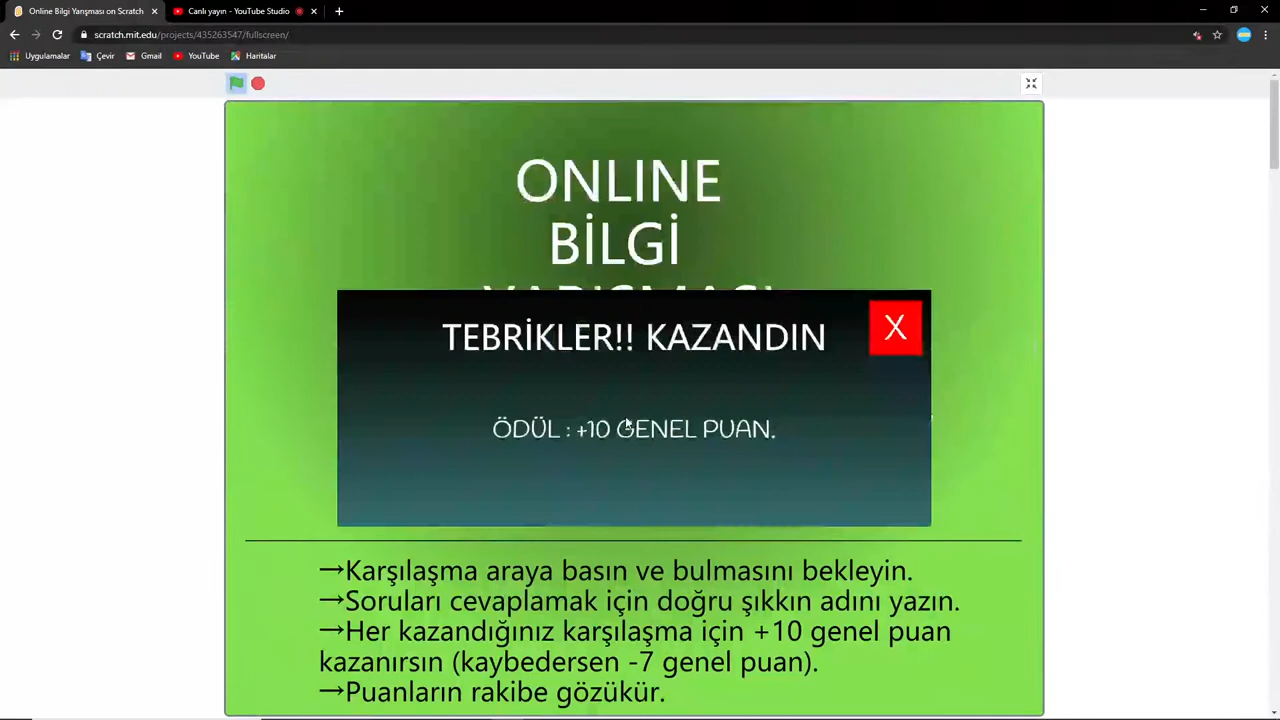 Online Bilgi Yarışması on Scratch
Canlı yayın - YouTube Studio
scratch.mit.edu/projects/435263547/fullscreen/
Uygulamalar
Çevir
Gmail
YouTube
Haritalar
ONLINE
BİLGİ
TEBRİKLER!! KAZANDIN
X
ÖDÜL : +10 GENEL PUAN.
→Karşılaşma araya basın ve bulmasını bekleyin.
→Soruları cevaplamak için doğru şıkkın adını yazın.
→Her kazandığınız karşılaşma için +10 genel puan
kazanırsın (kaybedersen -7 genel puan).
→Puanların rakibe gözükür.